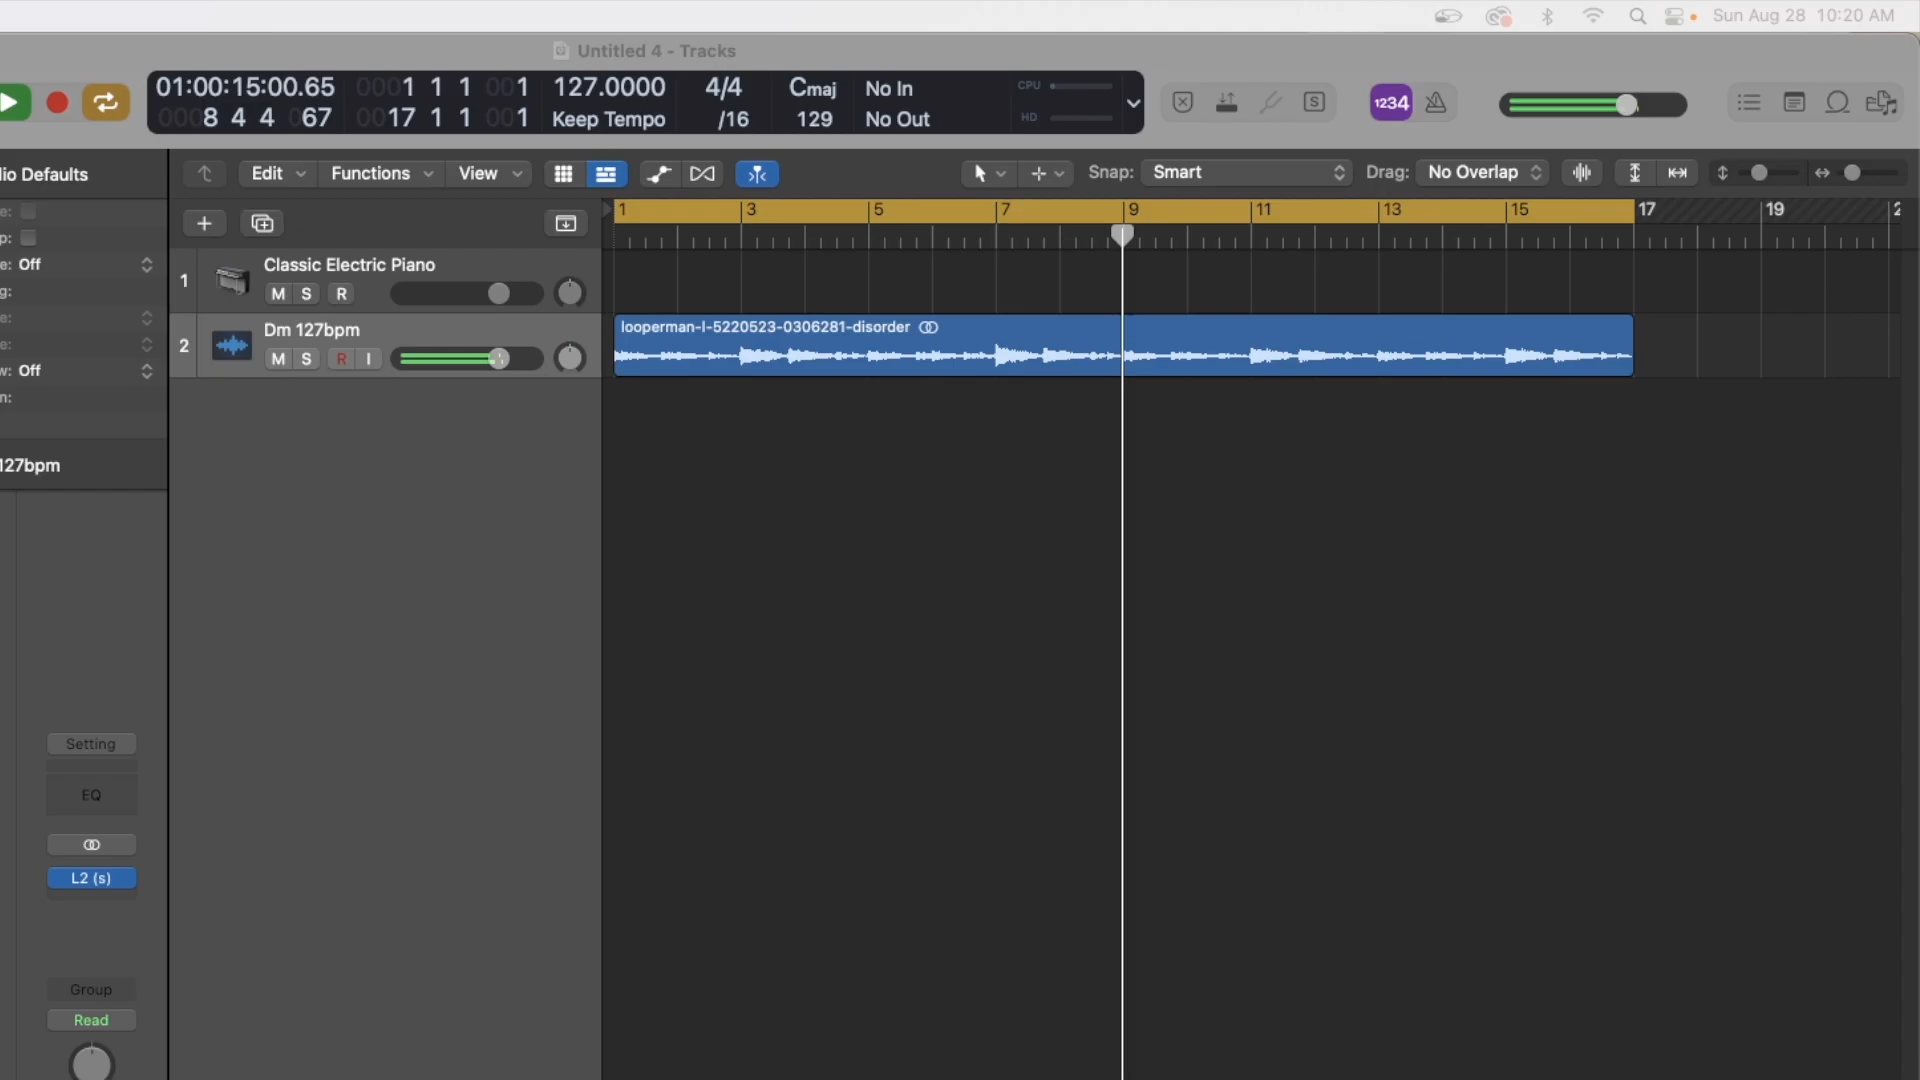 Sun Aug 28 10:20 AM
Untitled 4 - Tracks
01:00:15:00.65 0001 1 1 001 127.0000 4/4 Cmaj No In CPU
0008 4 4 067 0017 1 1 001 Keep Tempo /16 129 No Out HD
S 1234
io Defaults Edit Functions View Snap: Smart Drag: No Overlap
e:
p:
e: Off
g:
e:
e:
w: Off
n:
1 3 5 7 9 11 13 15 17 19 2
1 Classic Electric Piano
M S R
2 Dm 127bpm
M S R I
looperman-l-5220523-0306281-disorder
127bpm
Setting
EQ
L2 (s)
Group
Read